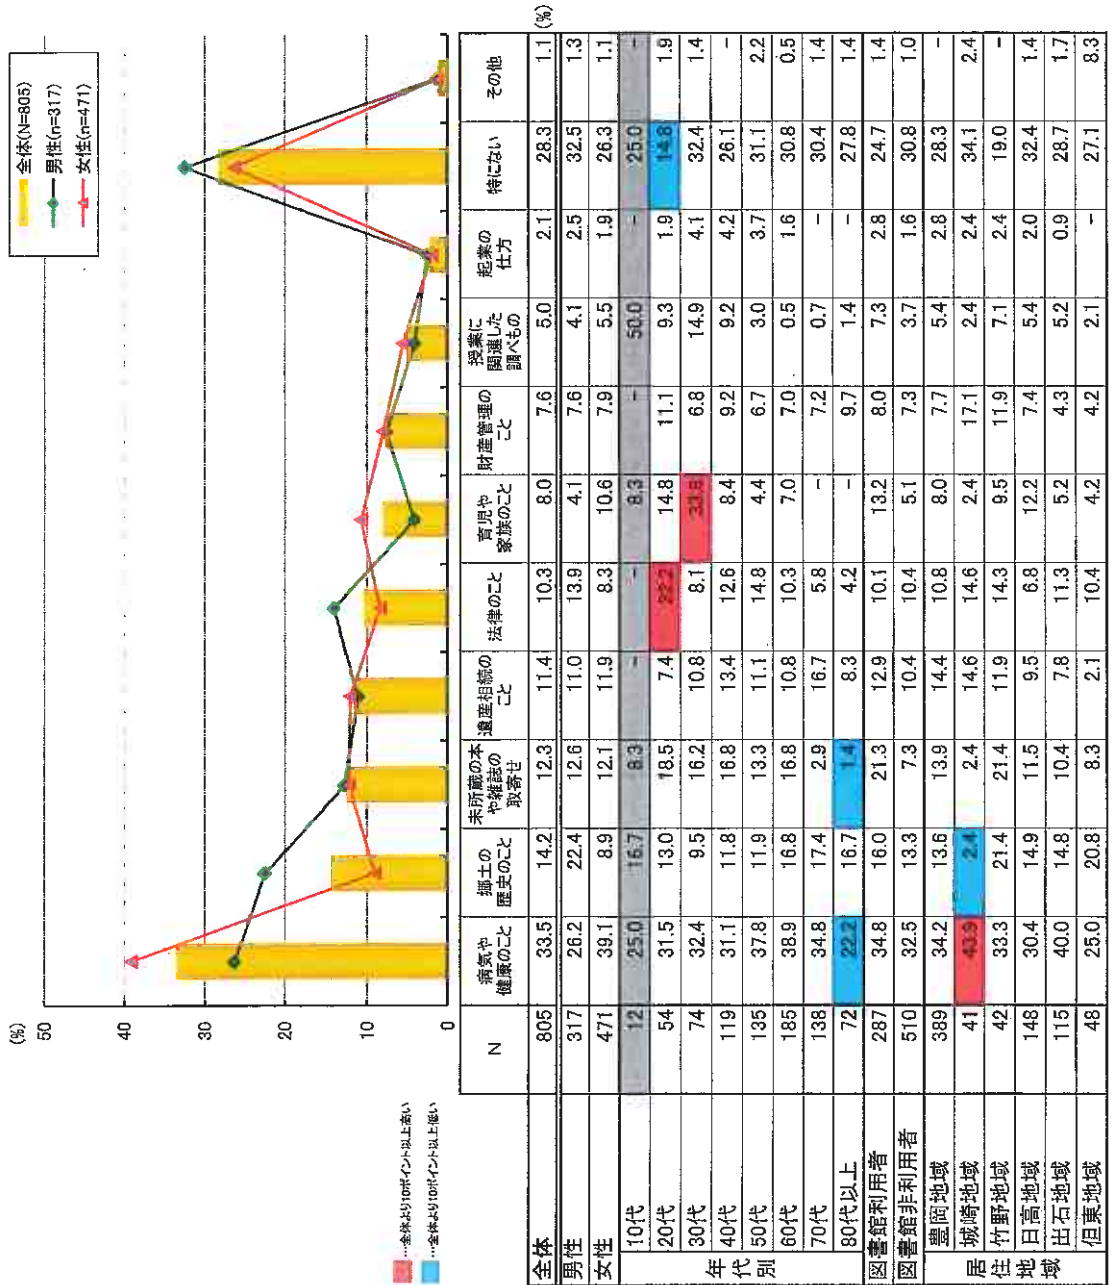 全体(N=805)
男性(n=317)
女性(n=471)
(%)
50
40
30
20
10
0
…全体より10ポイント以上高い
…全体より10ポイント以上低い
(%)
N 病気や健康のこと 郷土の歴史のこと 未所蔵の本や雑誌の取寄せ 遺産相続のこと 法律のこと 育児や家族のこと 財産管理のこと 授業に関連した調べもの 起業の仕方 特にない その他
全体 805 33.5 14.2 12.3 11.4 10.3 8.0 7.6 5.0 2.1 28.3 1.1
男性 317 26.2 22.4 12.6 11.0 13.9 4.1 7.6 4.1 2.5 32.5 1.3
女性 471 39.1 8.9 12.1 11.9 8.3 10.6 7.9 5.5 1.9 26.3 1.1
年代別
10代 12 25.0 16.7 8.3 - - 8.3 - 50.0 - 25.0 -
20代 54 31.5 13.0 18.5 7.4 22.2 14.8 11.1 9.3 1.9 14.8 1.9
30代 74 32.4 9.5 16.2 10.8 8.1 33.8 6.8 14.9 4.1 32.4 1.4
40代 119 31.1 11.8 16.8 13.4 12.6 8.4 9.2 9.2 4.2 26.1 -
50代 135 37.8 11.9 13.3 11.1 14.8 4.4 6.7 3.0 3.7 31.1 2.2
60代 185 38.9 16.8 16.8 10.8 10.3 7.0 7.0 0.5 1.6 30.8 0.5
70代 138 34.8 17.4 2.9 16.7 5.8 - 7.2 0.7 - 30.4 1.4
80代以上 72 22.2 16.7 1.4 8.3 4.2 - 9.7 1.4 - 27.8 1.4
図書館利用者 287 34.8 16.0 21.3 12.9 10.1 13.2 8.0 7.3 2.8 24.7 1.4
図書館非利用者 510 32.5 13.3 7.3 10.4 10.4 5.1 7.3 3.7 1.6 30.8 1.0
居住地域
豊岡地域 389 34.2 13.6 13.9 14.4 10.8 8.0 7.7 5.4 2.8 28.3 -
城崎地域 41 43.9 2.4 2.4 14.6 14.6 2.4 17.1 2.4 2.4 34.1 2.4
竹野地域 42 33.3 21.4 21.4 11.9 14.3 9.5 11.9 7.1 2.4 19.0 -
日高地域 148 30.4 14.9 11.5 9.5 6.8 12.2 7.4 5.4 2.0 32.4 1.4
出石地域 115 40.0 14.8 10.4 7.8 11.3 5.2 4.3 5.2 0.9 28.7 1.7
但東地域 48 25.0 20.8 8.3 2.1 10.4 4.2 4.2 2.1 - 27.1 8.3